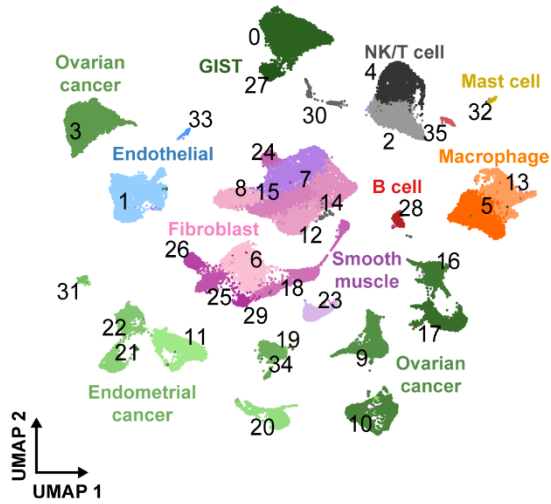 0
NK/T cell
4
Ovarian
cancer
GIST
Mast cell
27
32
30
33
3
35
2
24
Endothelial
Macrophage
7
13
8
15
B cell
1
14
28
5
Fibroblast
12
26
6
Smooth
muscle
16
31
25
18
23
29
22
11
17
19
21
9
34
Ovarian
cancer
Endometrial
cancer
20
10
UMAP 2
UMAP 1